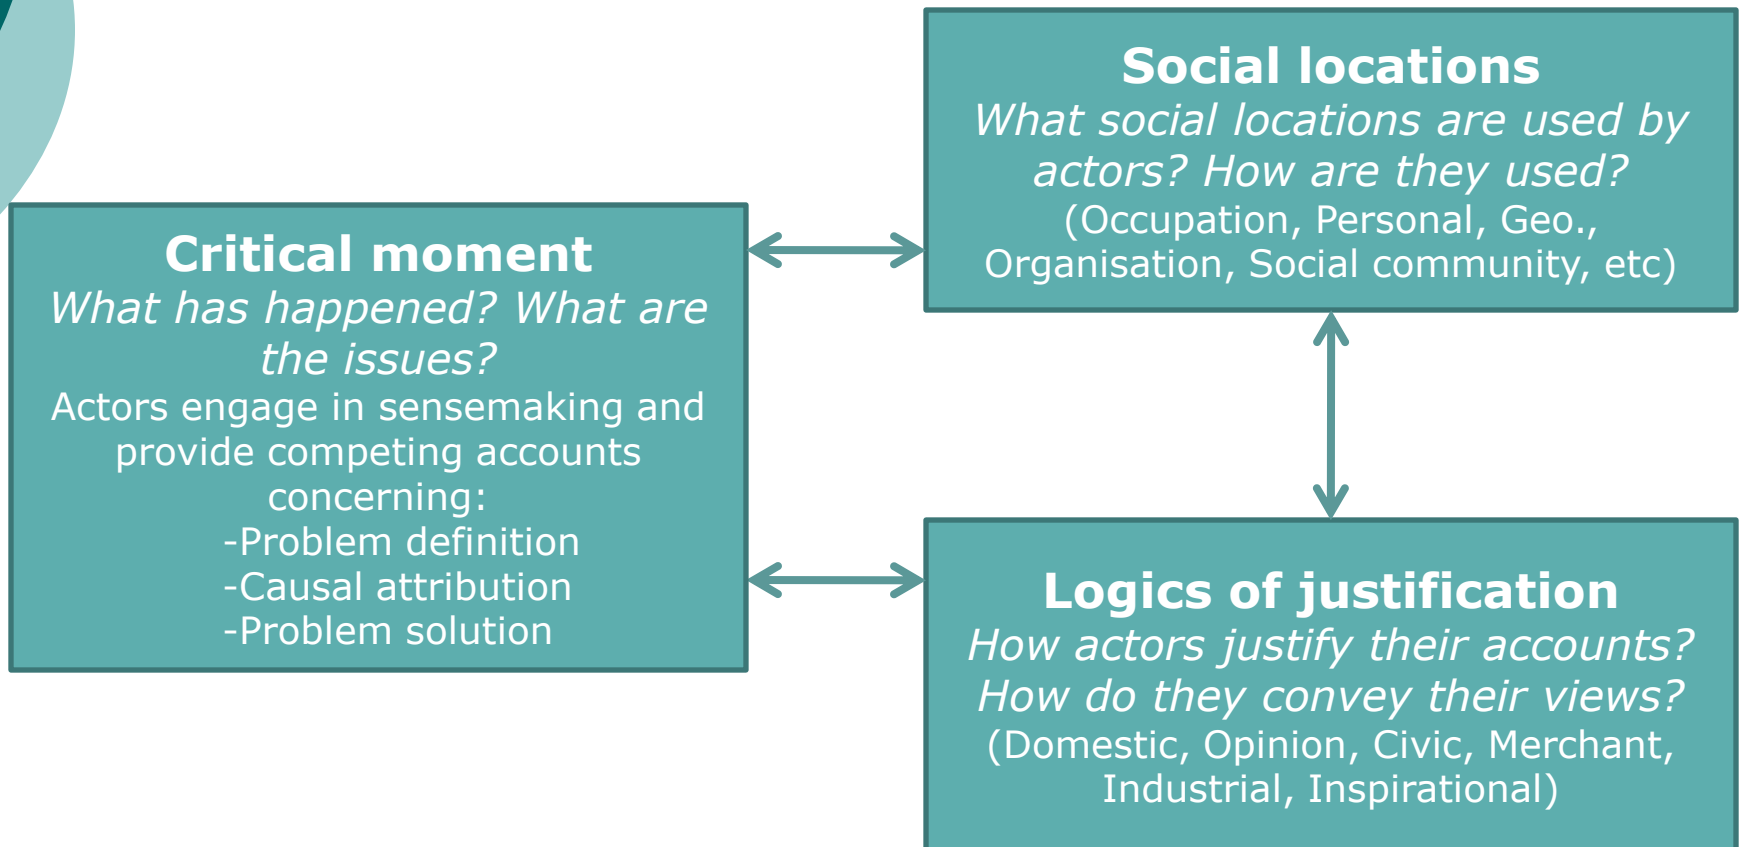 Critical moment
What has happened? What are
the issues?
Actors engage in sensemaking and
provide competing accounts
concerning:
-Problem definition
-Causal attribution
-Problem solution
Social locations
What social locations are used by
actors? How are they used?
(Occupation, Personal, Geo.,
Organisation, Social community, etc)
Logics of justification
How actors justify their accounts?
How do they convey their views?
(Domestic, Opinion, Civic, Merchant,
Industrial, Inspirational)